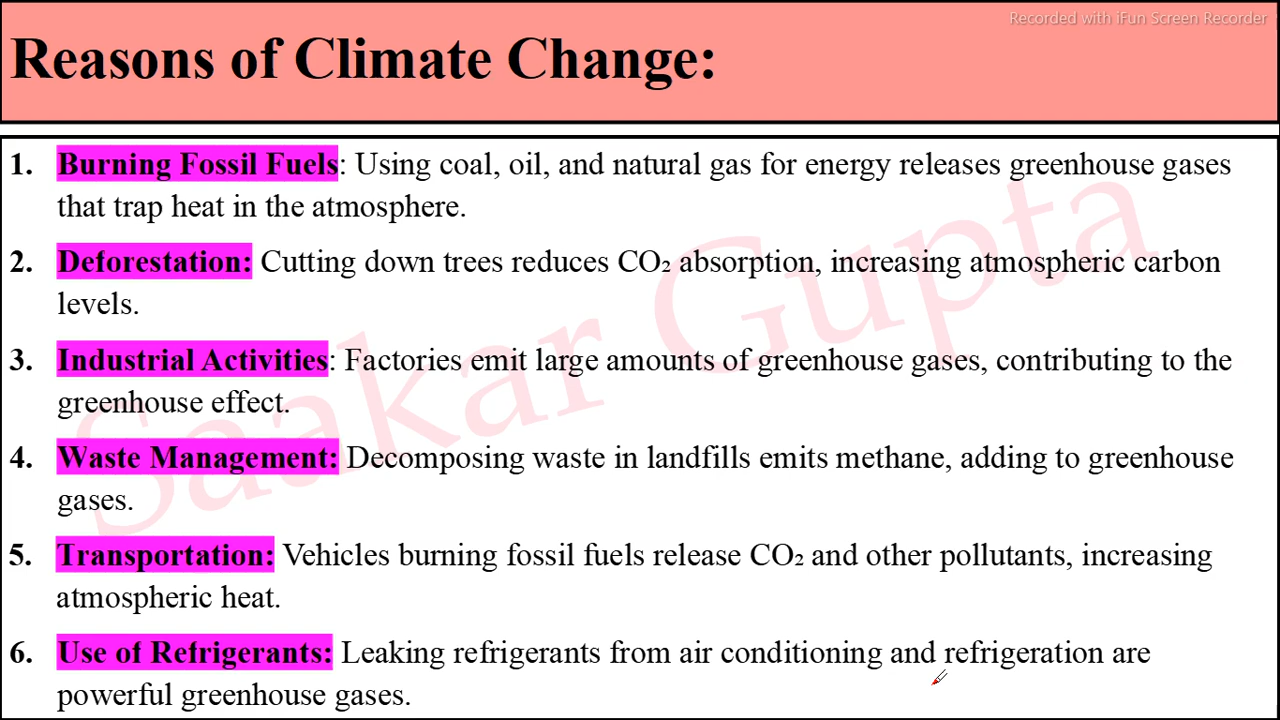 Recorded with iFun Screen Recorder
Reasons of Climate Change:
1. Burning Fossil Fuels: Using coal, oil, and natural gas for energy releases greenhouse gases
that trap heat in the atmosphere.
2. Deforestation: Cutting down trees reduces CO₂ absorption, increasing atmospheric carbon
levels.
3. Industrial Activities: Factories emit large amounts of greenhouse gases, contributing to the
greenhouse effect.
4. Waste Management: Decomposing waste in landfills emits methane, adding to greenhouse
gases.
5. Transportation: Vehicles burning fossil fuels release CO₂ and other pollutants, increasing
atmospheric heat.
6. Use of Refrigerants: Leaking refrigerants from air conditioning and refrigeration are
powerful greenhouse gases.
Saakar Gupta